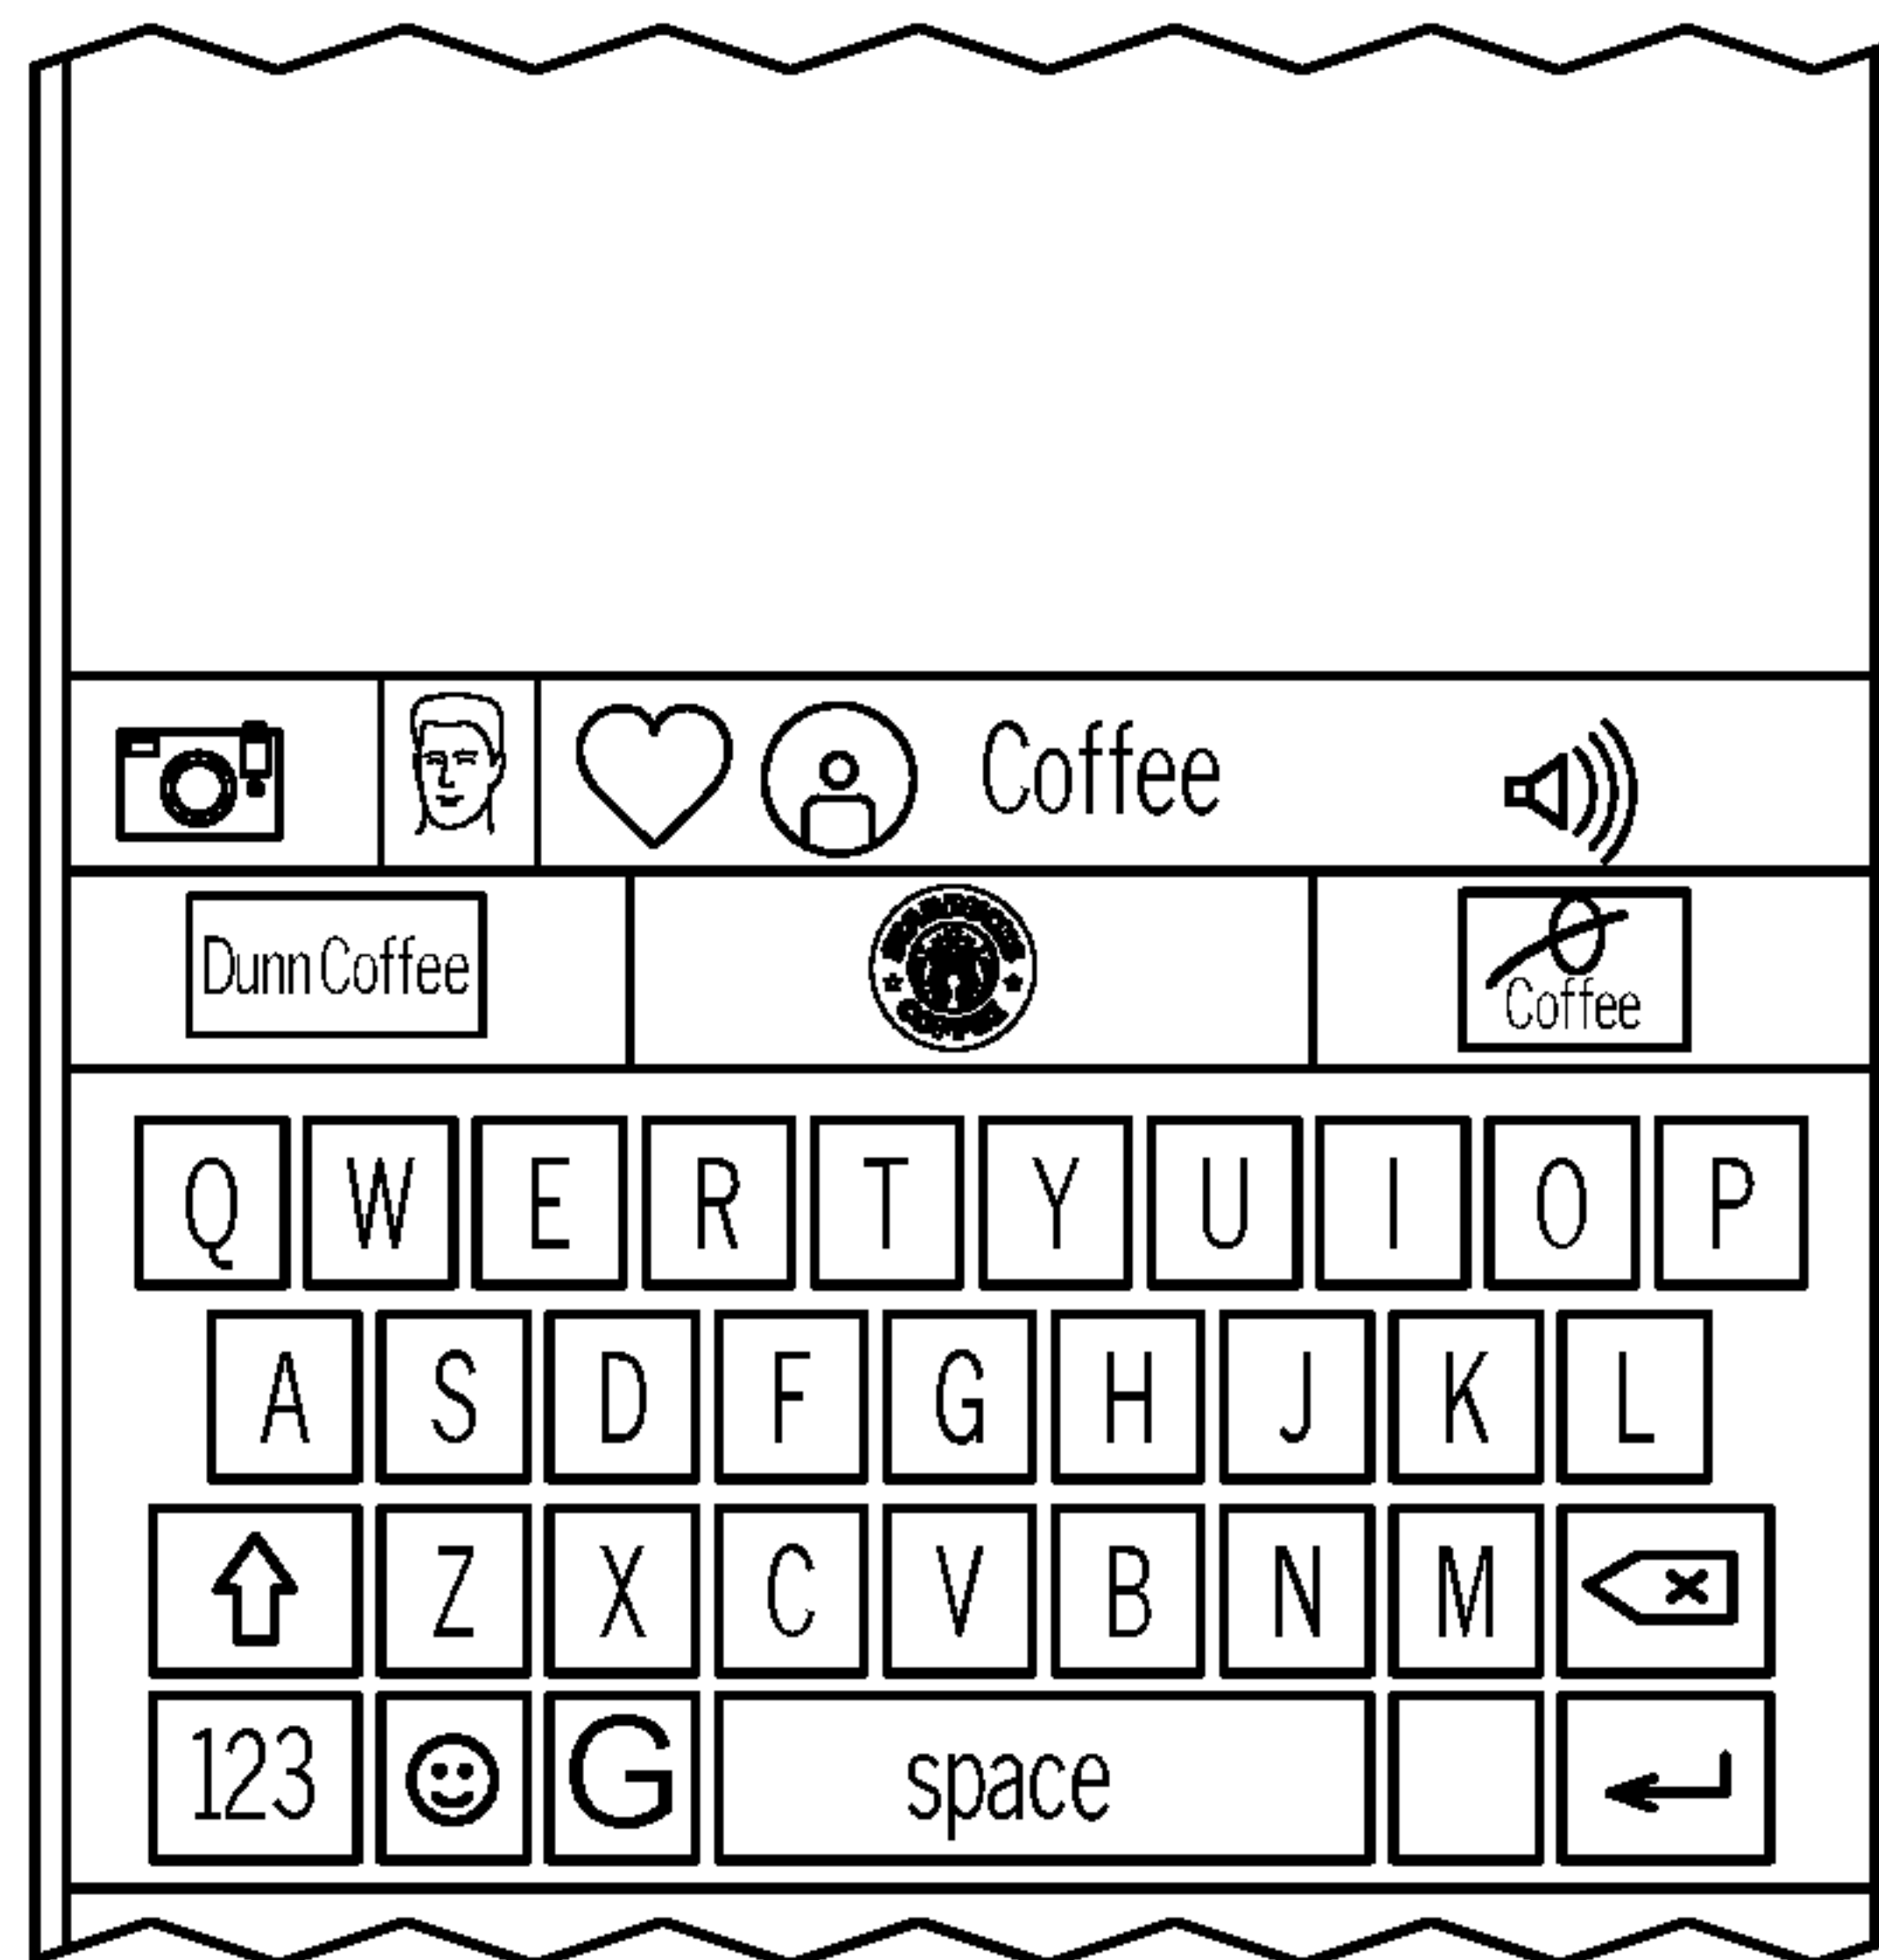 Coffee
Dunn Coffee
Coffee
Q W E R T Y U I O P
A S D F G H J K L
Z X C V B N M
123 G space